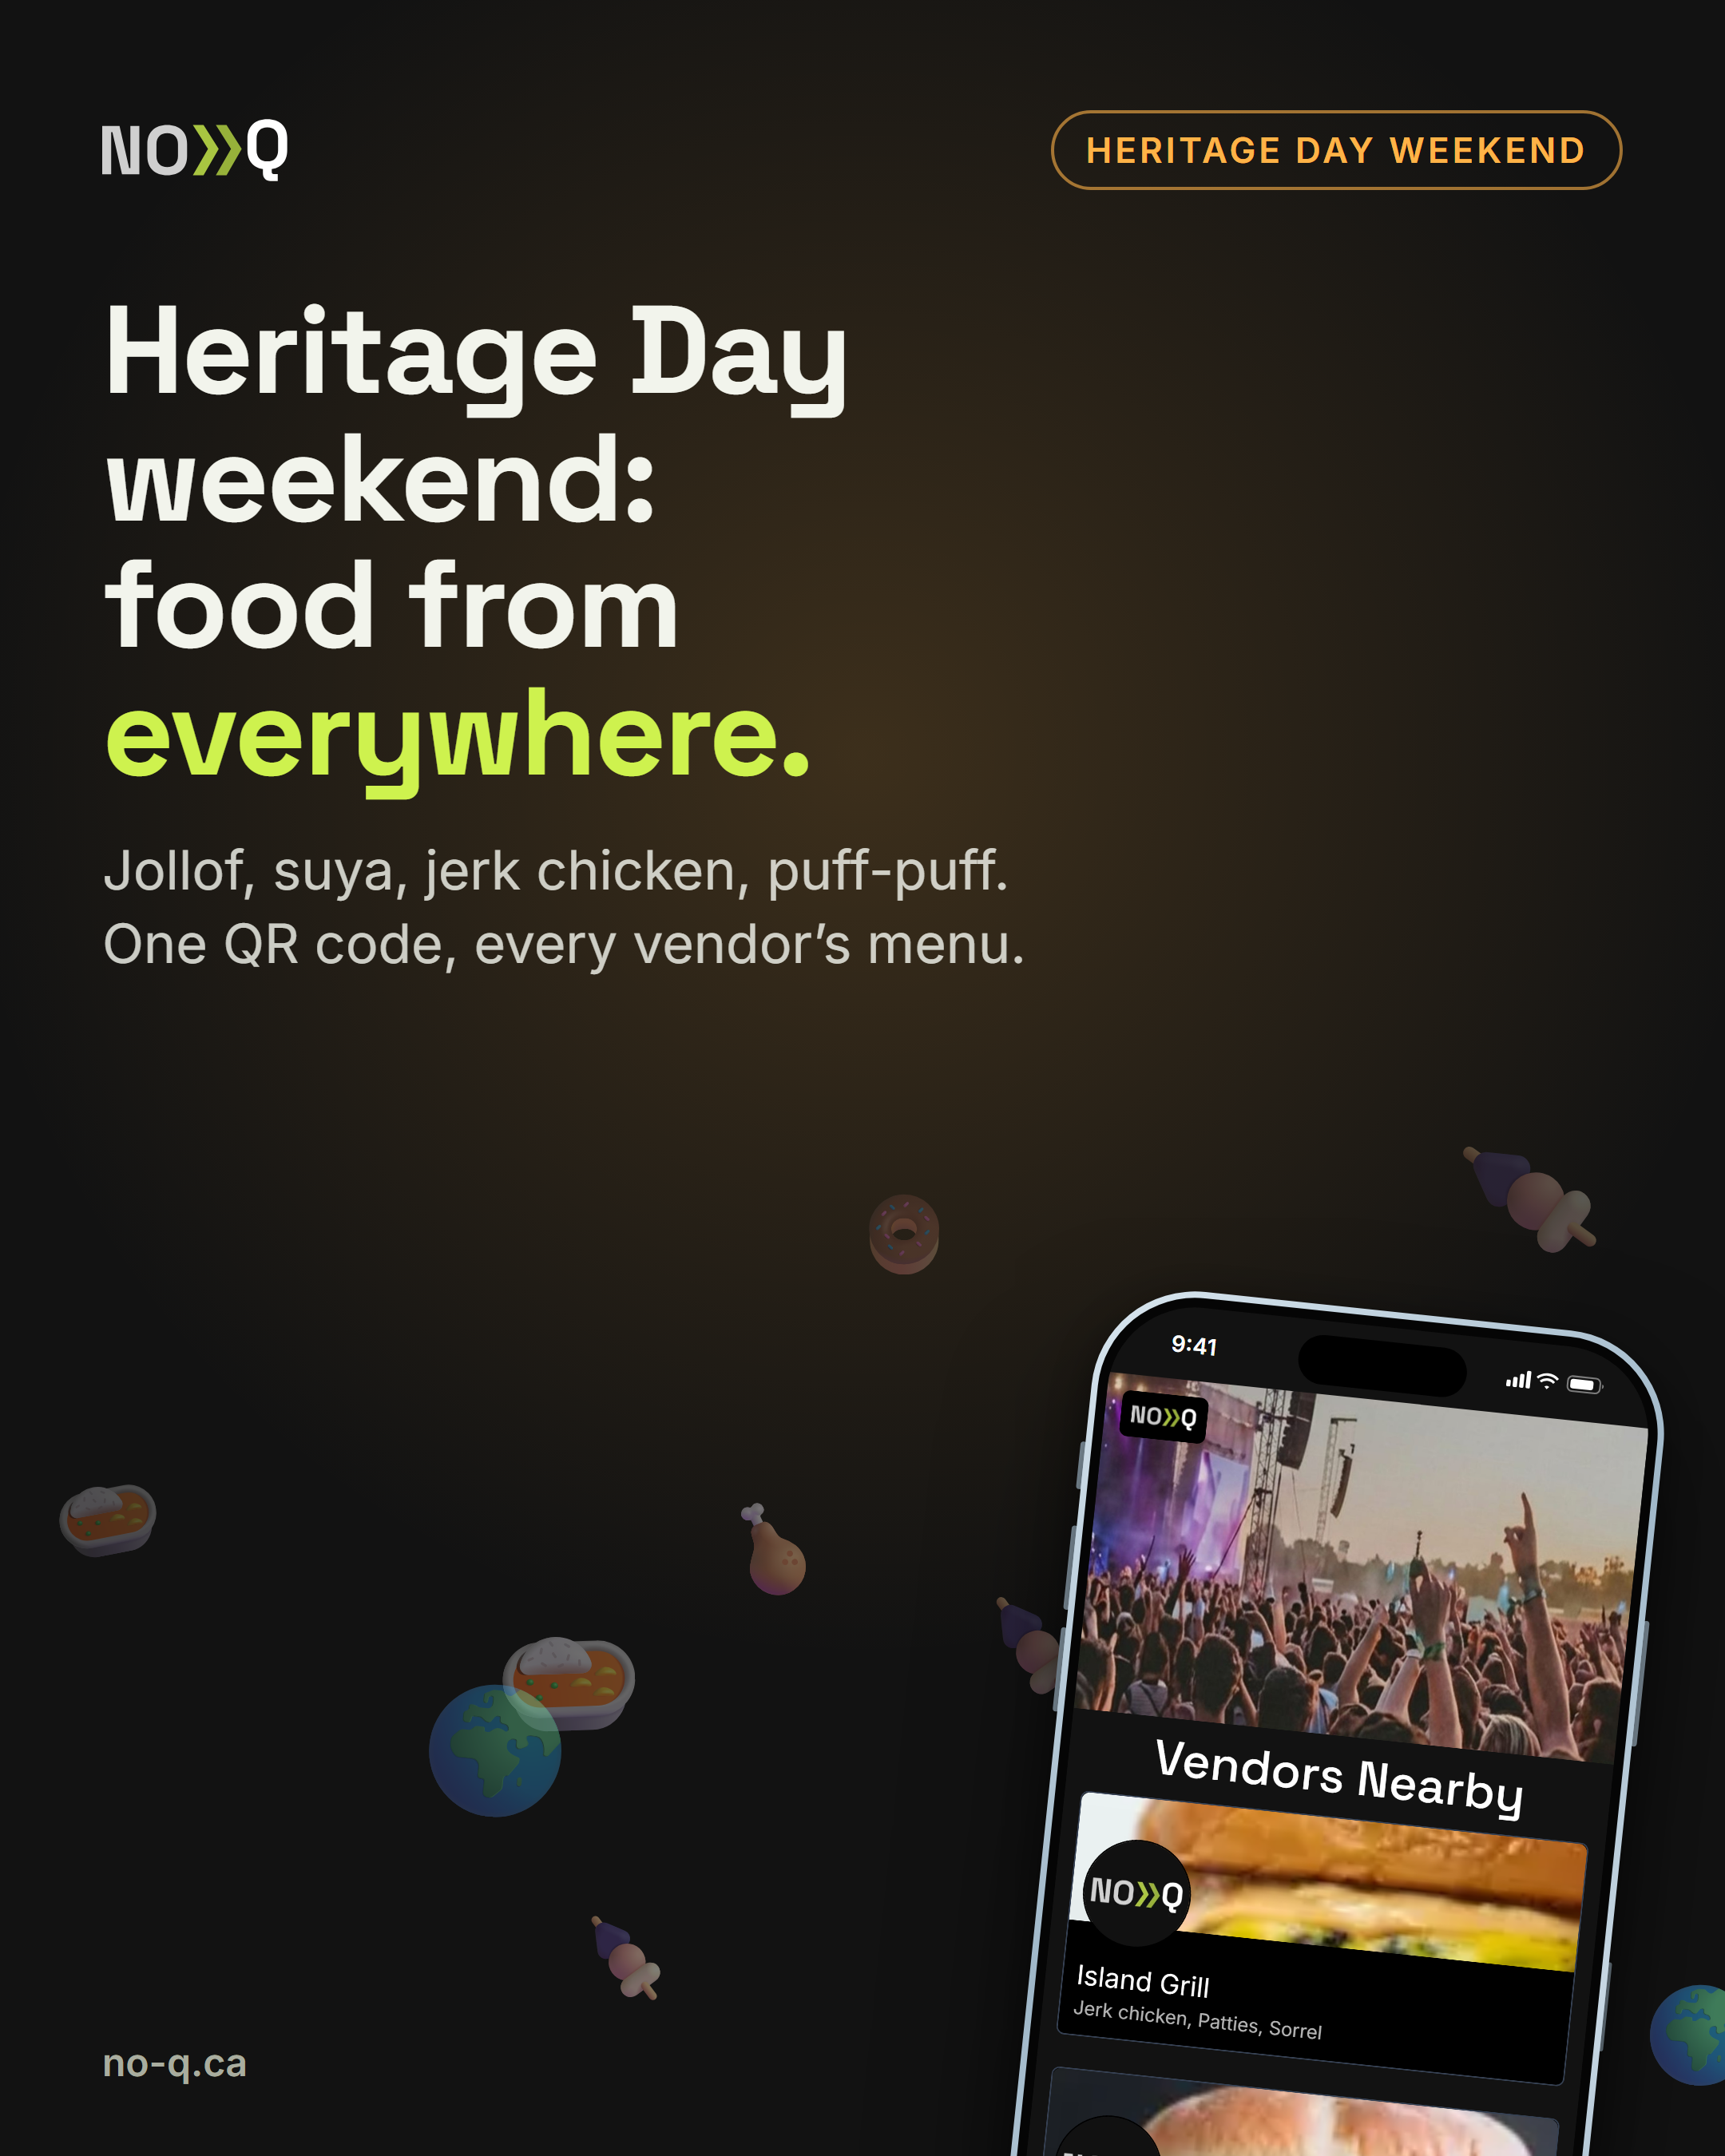 NO»Q
HERITAGE DAY WEEKEND
Heritage Day
weekend:
food from
everywhere.
Jollof, suya, jerk chicken, puff-puff.
One QR code, every vendor’s menu.
9:41
NO»Q
Vendors Nearby
NO»Q
Island Grill
Jerk chicken, Patties, Sorrel
no-q.ca